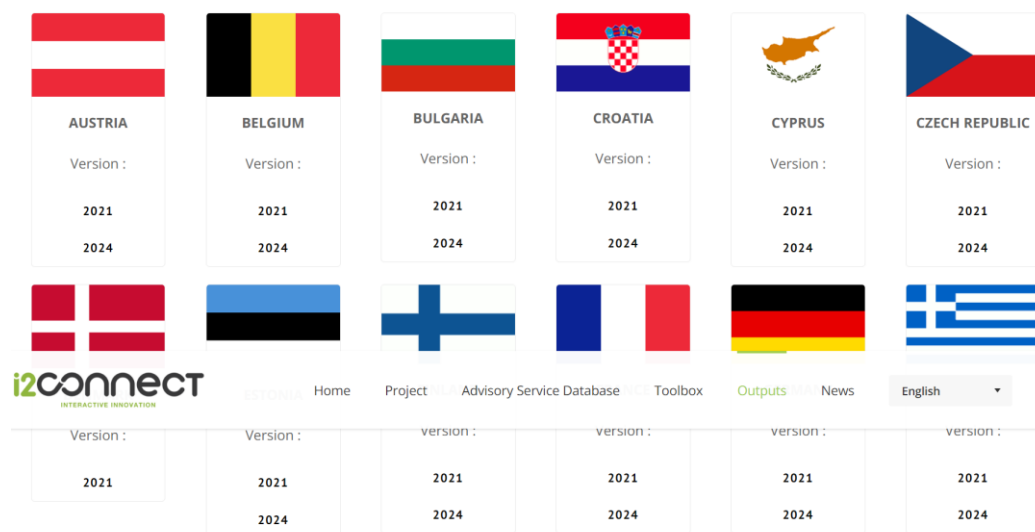 AUSTRIA BELGIUM BULGARIA CROATIA CYPRUS CZECH REPUBLIC
Version : Version : Version : Version : Version : Version :
2021 2021 2021 2021 2021 2021
2024 2024 2024 2024 2024 2024
i2connect
INTERACTIVE INNOVATION
ESTONIA
Home Project Advisory Service Database Toolbox Outputs News English
Version : Version : Version : Version : Version : Version :
2021 2021 2021 2021 2021 2021
2024 2024 2024 2024 2024